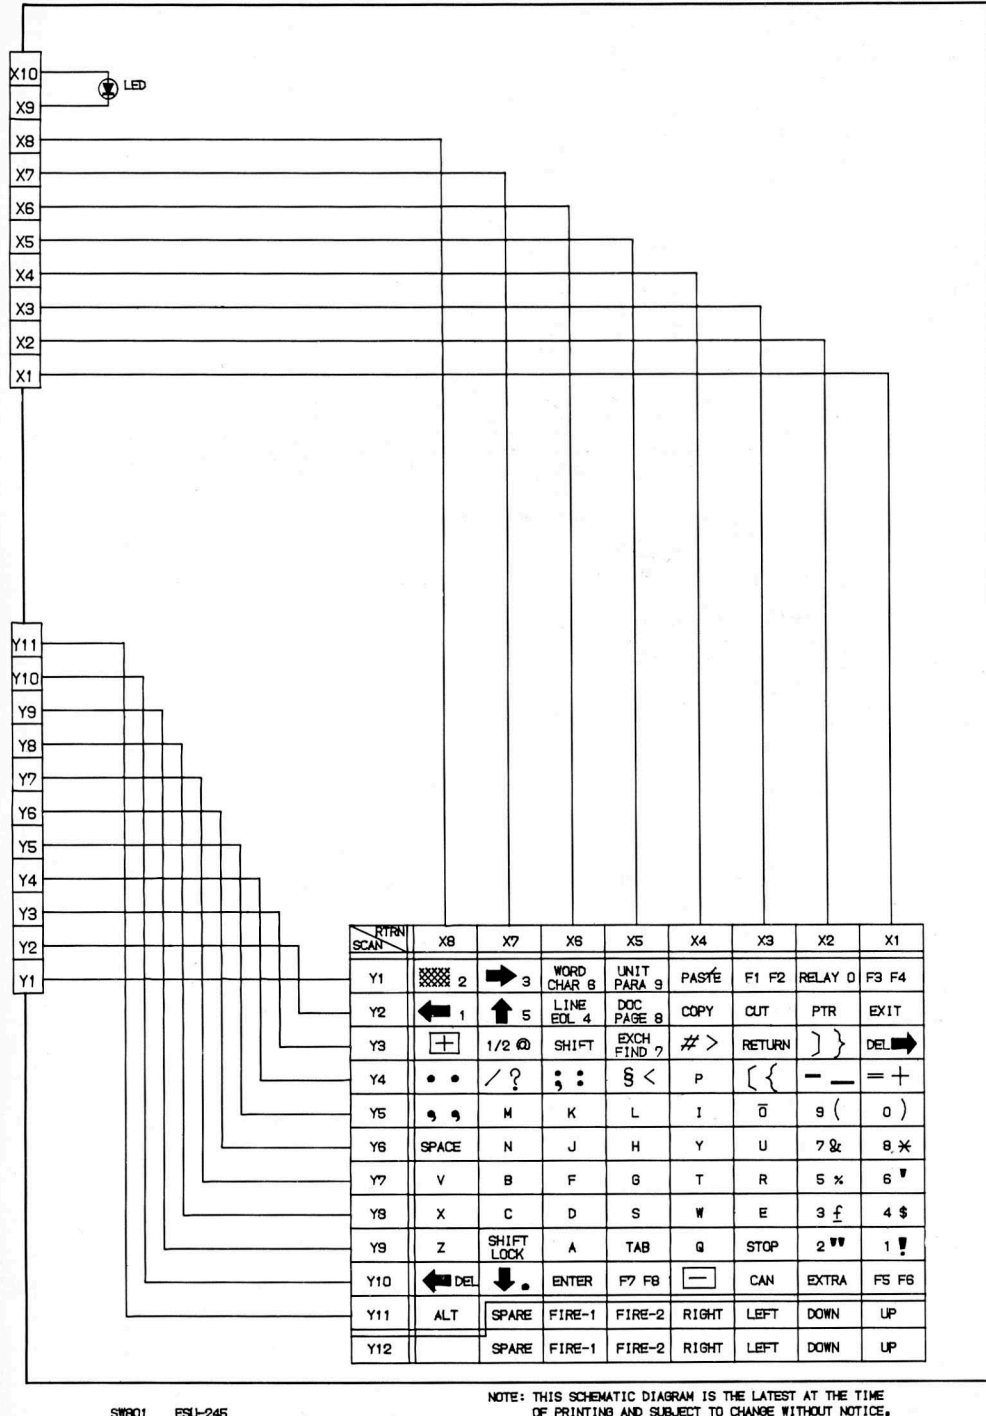 X10
LED
X9
X8
X7
X6
X5
X4
X3
X2
X1
Y11
Y10
Y9
Y8
Y7
Y6
Y5
Y4
Y3
Y2
Y1
RTRN
SCAN X8 X7 X6 X5 X4 X3 X2 X1
Y1 2 3 WORD CHAR 6 UNIT PARA 9 PASTE F1 F2 RELAY 0 F3 F4
Y2 1 5 LINE EOL 4 DOC PAGE 8 COPY CUT PTR EXIT
Y3 + 1/2 @ SHIFT EXCH FIND 7 # > RETURN ] } DEL
Y4 . . / ? ; : § < P [ { - _ = +
Y5 , , M K L I Ō 9 ( 0 )
Y6 SPACE N J H Y U 7 & 8 *
Y7 V B F G T R 5 % 6 '
Y8 X C D S W E 3 £ 4 $
Y9 Z SHIFT LOCK A TAB Q STOP 2 " 1 !
Y10 DEL . ENTER F7 F8 - CAN EXTRA F5 F6
Y11 ALT SPARE FIRE-1 FIRE-2 RIGHT LEFT DOWN UP
Y12 SPARE FIRE-1 FIRE-2 RIGHT LEFT DOWN UP
NOTE: THIS SCHEMATIC DIAGRAM IS THE LATEST AT THE TIME
OF PRINTING AND SUBJECT TO CHANGE WITHOUT NOTICE.
SW801 ESU-245